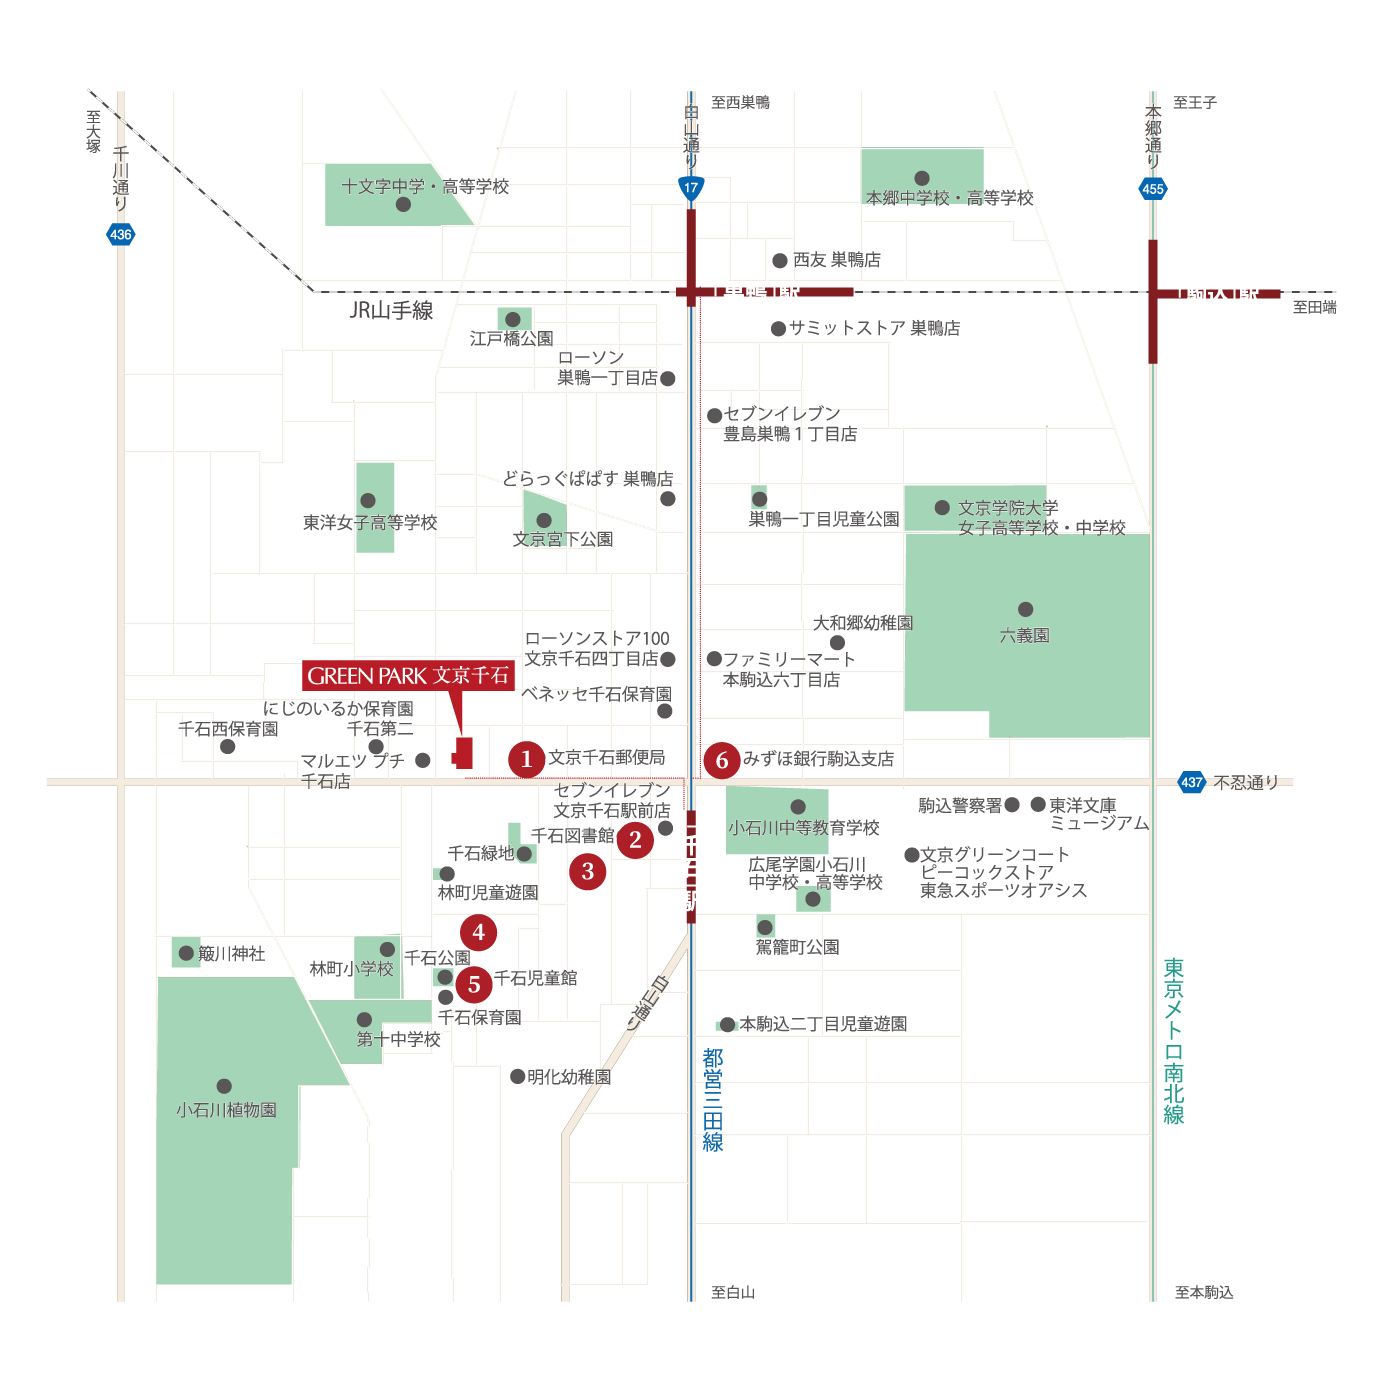 至大塚
千川通り
436
白山通り
至西巣鴨
17
本郷通り
至王子
455
十文字中学・高等学校
本郷中学校・高等学校
西友 巣鴨店
「巣鴨」駅
「駒込」駅
至田端
JR山手線
江戸橋公園
サミットストア 巣鴨店
ローソン
巣鴨一丁目店
セブンイレブン
豊島巣鴨１丁目店
どらっぐぱぱす 巣鴨店
東洋女子高等学校
文京宮下公園
巣鴨一丁目児童公園
文京学院大学
女子高等学校・中学校
六義園
大和郷幼稚園
ローソンストア100
文京千石四丁目店
ファミリーマート
本駒込六丁目店
GREEN PARK 文京千石
ベネッセ千石保育園
にじのいるか保育園
千石第二
千石西保育園
マルエツ プチ
千石店
1
文京千石郵便局
6
みずほ銀行駒込支店
437
不忍通り
セブンイレブン
文京千石駅前店
千石図書館
2
小石川中等教育学校
駒込警察署
東洋文庫
ミュージアム
千石緑地
3
広尾学園小石川
中学校・高等学校
文京グリーンコート
ピーコックストア
東急スポーツオアシス
林町児童遊園
4
簸川神社
林町小学校
千石公園
5
千石児童館
千石保育園
駕籠町公園
白山通り
本駒込二丁目児童遊園
第十中学校
明化幼稚園
小石川植物園
都営三田線
東京メトロ南北線
至白山
至本駒込